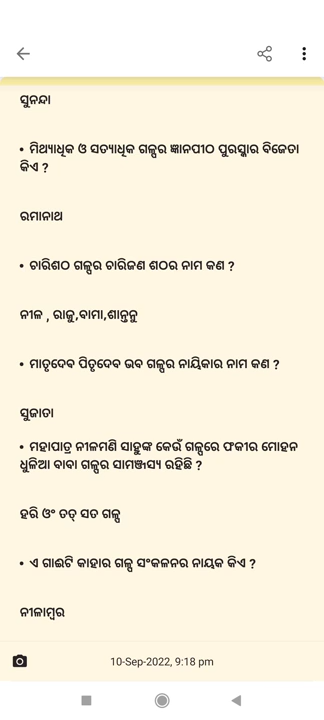 ସୁନନ୍ଦା
• ମିଥ୍ୟାଧିକ ଓ ସତ୍ୟାଧିକ ଗଳ୍ପର ଜ୍ଞାନପୀଠ ପୁରସ୍କାର ବିଜେତା
କିଏ ?
ରମାନାଥ
• ଚାରିଶଠ ଗଳ୍ପର ଚାରିଜଣ ଶଠର ନାମ କଣ ?
ନୀଳ , ରାଜୁ,ବାମା,ଶାନ୍ତନୁ
• ମାତୃଦେବ ପିତୃଦେବ ଭବ ଗଳ୍ପର ନାୟିକାର ନାମ କଣ ?
ସୁଜାତା
• ମହାପାତ୍ର ନୀଳମଣି ସାହୁଙ୍କ କେଉଁ ଗଳ୍ପରେ ଫକୀର ମୋହନ
ଧୁଳିଆ ବାବା ଗଳ୍ପର ସାମଞ୍ଜସ୍ୟ ରହିଛି ?
ହରି ଓଂ ତତ୍ ସତ ଗଳ୍ପ
• ଏ ଗାଈଟି କାହାର ଗଳ୍ପ ସଂକଳନର ନାୟକ କିଏ ?
ନୀଳାମ୍ବର
10-Sep-2022, 9:18 pm